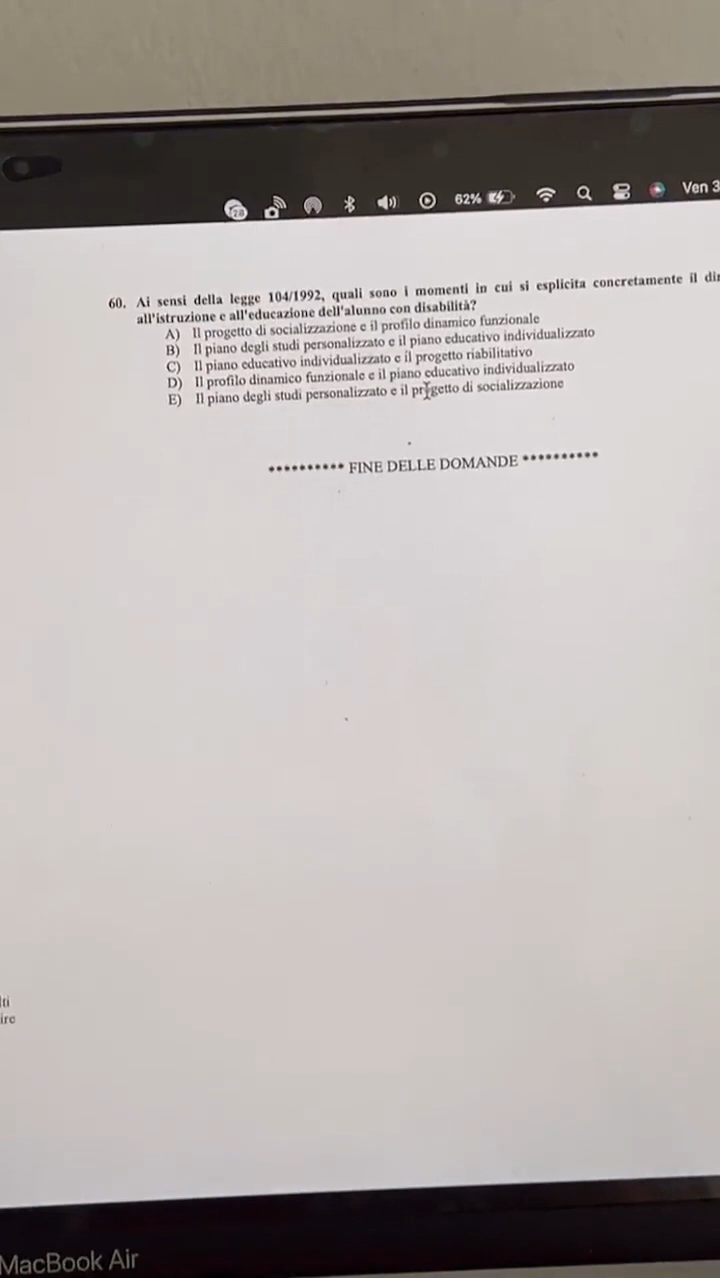 62%
Ven 3
60. Ai sensi della legge 104/1992, quali sono i momenti in cui si esplicita concretamente il
all'istruzione e all'educazione dell'alunno con disabilità?
A) Il progetto di socializzazione e il profilo dinamico funzionale
B) Il piano degli studi personalizzato e il piano educativo individualizzato
C) Il piano educativo individualizzato e il progetto riabilitativo
D) Il profilo dinamico funzionale e il piano educativo individualizzato
E) Il piano degli studi personalizzato e il progetto di socializzazione
********** FINE DELLE DOMANDE **********
MacBook Air